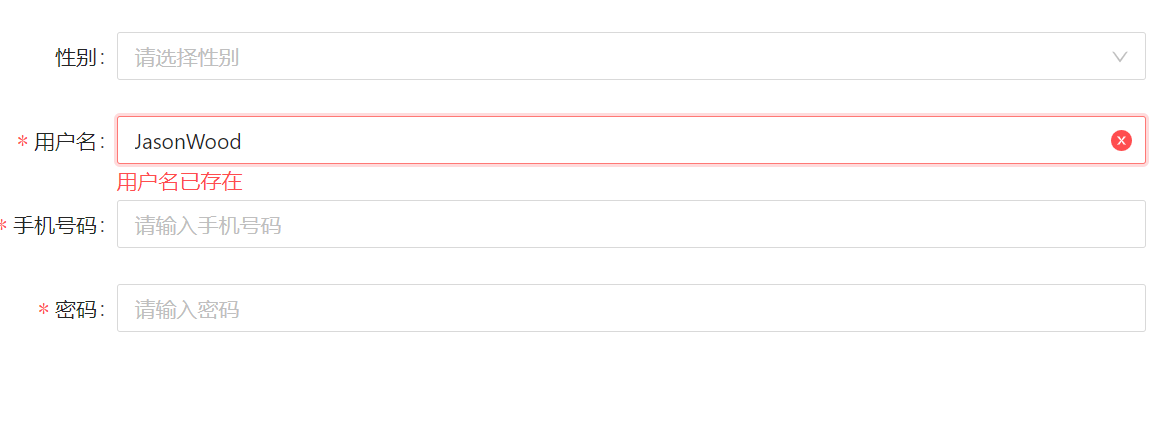 性别: 请选择性别
* 用户名: JasonWood
用户名已存在
* 手机号码: 请输入手机号码
* 密码: 请输入密码